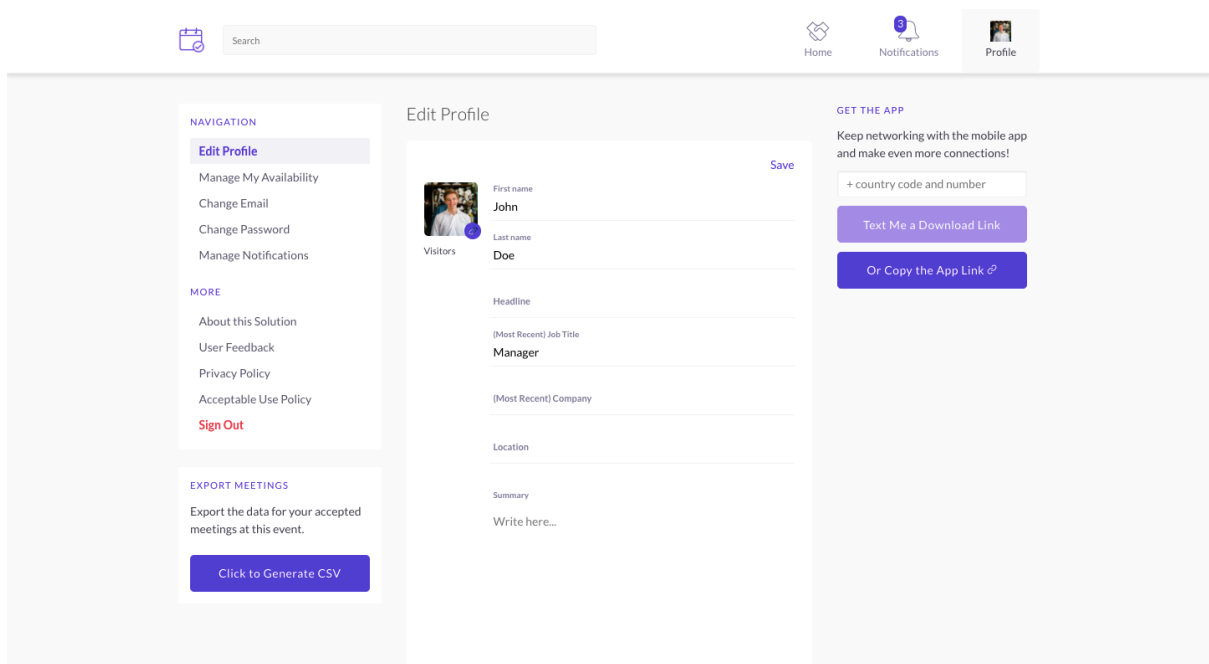 Search
Home
3
Notifications
Profile
NAVIGATION
Edit Profile
Manage My Availability
Change Email
Change Password
Manage Notifications
MORE
About this Solution
User Feedback
Privacy Policy
Acceptable Use Policy
Sign Out
EXPORT MEETINGS
Export the data for your accepted
meetings at this event.
Click to Generate CSV
Edit Profile
Save
Visitors
First name
John
Last name
Doe
Headline
(Most Recent) Job Title
Manager
(Most Recent) Company
Location
Summary
Write here...
GET THE APP
Keep networking with the mobile app
and make even more connections!
+ country code and number
Text Me a Download Link
Or Copy the App Link